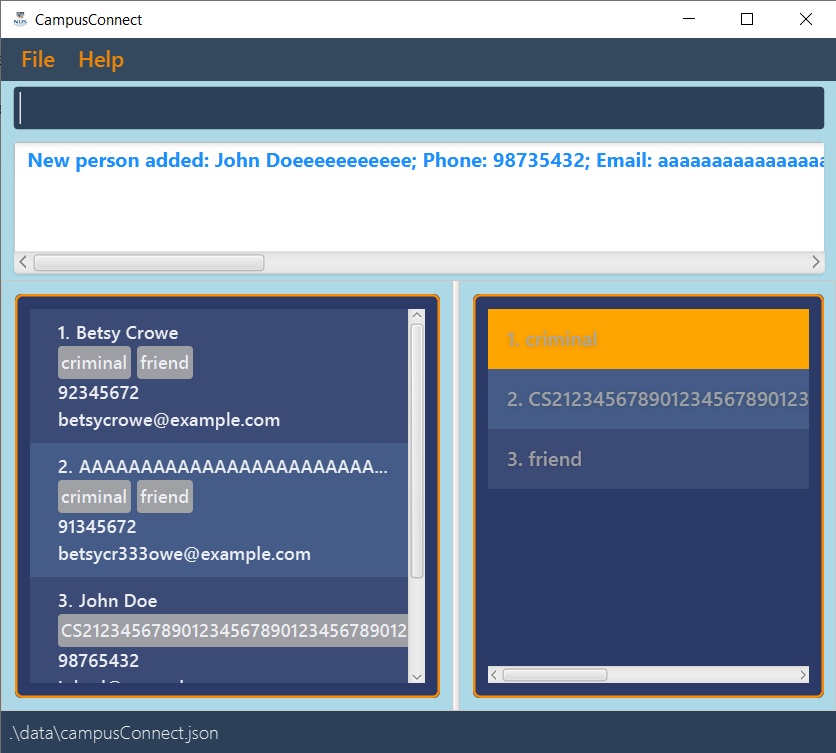 CampusConnect
File Help
New person added: John Doeeeeeeeeeee; Phone: 98735432; Email: aaaaaaaaaaaaaaaa
1. Betsy Crowe
criminal friend
92345672
betsycrowe@example.com
2. AAAAAAAAAAAAAAAAAAAAAAAA...
criminal friend
91345672
betsycr333owe@example.com
3. John Doe
CS212345678901234567890123456789012
98765432
1. criminal
2. CS212345678901234567890123
3. friend
.\data\campusConnect.json